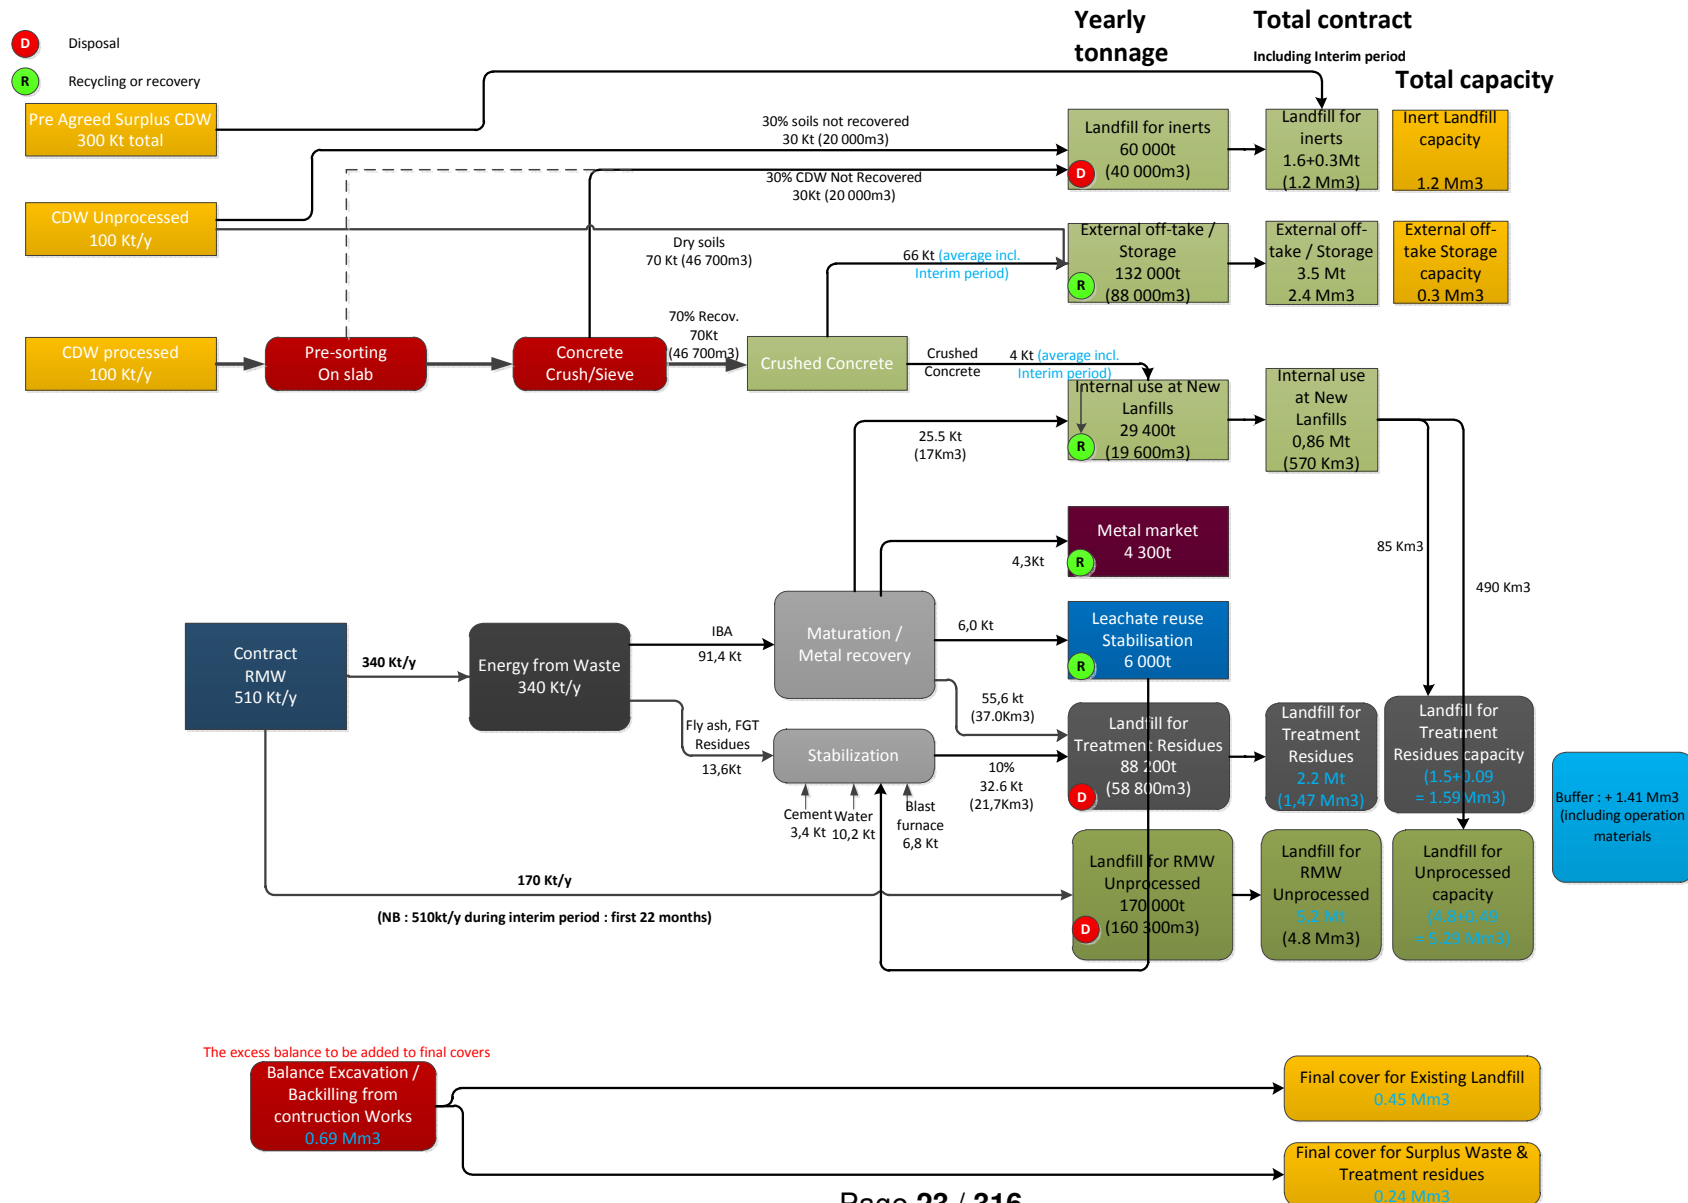 Yearly
tonnage
Total contract
Including Interim period
Total capacity
D
Disposal
R
Recycling or recovery
Pre Agreed Surplus CDW
300 Kt total
30% soils not recovered
30 Kt (20 000m3)
Landfill for inerts
60 000t
(40 000m3)
D
Landfill for
inerts
1.6+0.3Mt
(1.2 Mm3)
Inert Landfill
capacity
1.2 Mm3
30% CDW Not Recovered
30Kt (20 000m3)
CDW Unprocessed
100 Kt/y
Dry soils
70 Kt (46 700m3)
66 Kt (average incl.
Interim period)
External off-take /
Storage
132 000t
(88 000m3)
R
External off-
take / Storage
3.5 Mt
2.4 Mm3
External off-
take Storage
capacity
0.3 Mm3
CDW processed
100 Kt/y
Pre-sorting
On slab
Concrete
Crush/Sieve
70% Recov.
70Kt
(46 700m3)
Crushed Concrete
Crushed
Concrete
4 Kt (average incl.
Interim period)
Internal use at New
Lanfills
29 400t
(19 600m3)
R
Internal use
at New
Lanfills
0,86 Mt
(570 Km3)
25.5 Kt
(17Km3)
Metal market
4 300t
R
4,3Kt
85 Km3
490 Km3
Contract
RMW
510 Kt/y
340 Kt/y
Energy from Waste
340 Kt/y
IBA
91,4 Kt
Maturation /
Metal recovery
6,0 Kt
Leachate reuse
Stabilisation
6 000t
R
55,6 kt
(37.0Km3)
Fly ash, FGT
Residues
13,6Kt
Stabilization
10%
32.6 Kt
(21,7Km3)
Cement
3,4 Kt
Water
10,2 Kt
Blast
furnace
6,8 Kt
Landfill for
Treatment Residues
88 200t
(58 800m3)
D
Landfill for
Treatment
Residues
2.2 Mt
(1,47 Mm3)
Landfill for
Treatment
Residues capacity
(1.5+0.09
= 1.59Mm3)
Buffer : + 1.41 Mm3
(including operation
materials
170 Kt/y
(NB : 510kt/y during interim period : first 22 months)
Landfill for RMW
Unprocessed
170 000t
(160 300m3)
D
Landfill for
RMW
Unprocessed
5,2 Mt
(4.8 Mm3)
Landfill for
Unprocessed
capacity
(4.8+0.49
= 5.29 Mm3)
The excess balance to be added to final covers
Balance Excavation /
Backilling from
contruction Works
0.69 Mm3
Final cover for Existing Landfill
0.45 Mm3
Final cover for Surplus Waste &
Treatment residues
0.24 Mm3
Page 23 / 316